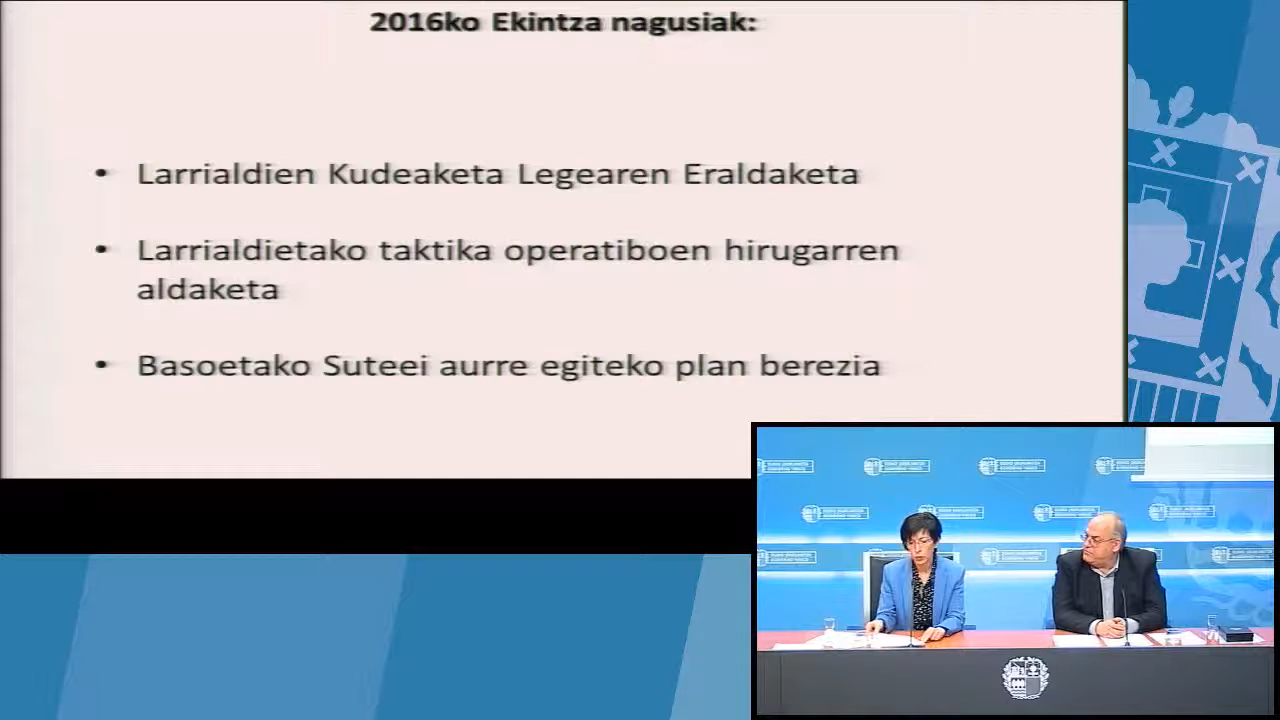 2016ko Ekintza nagusiak:
• Larrialdien Kudeaketa Legearen Eraldaketa
• Larrialdietako taktika operatiboen hirugarren
aldaketa
• Basoetako Suteei aurre egiteko plan berezia